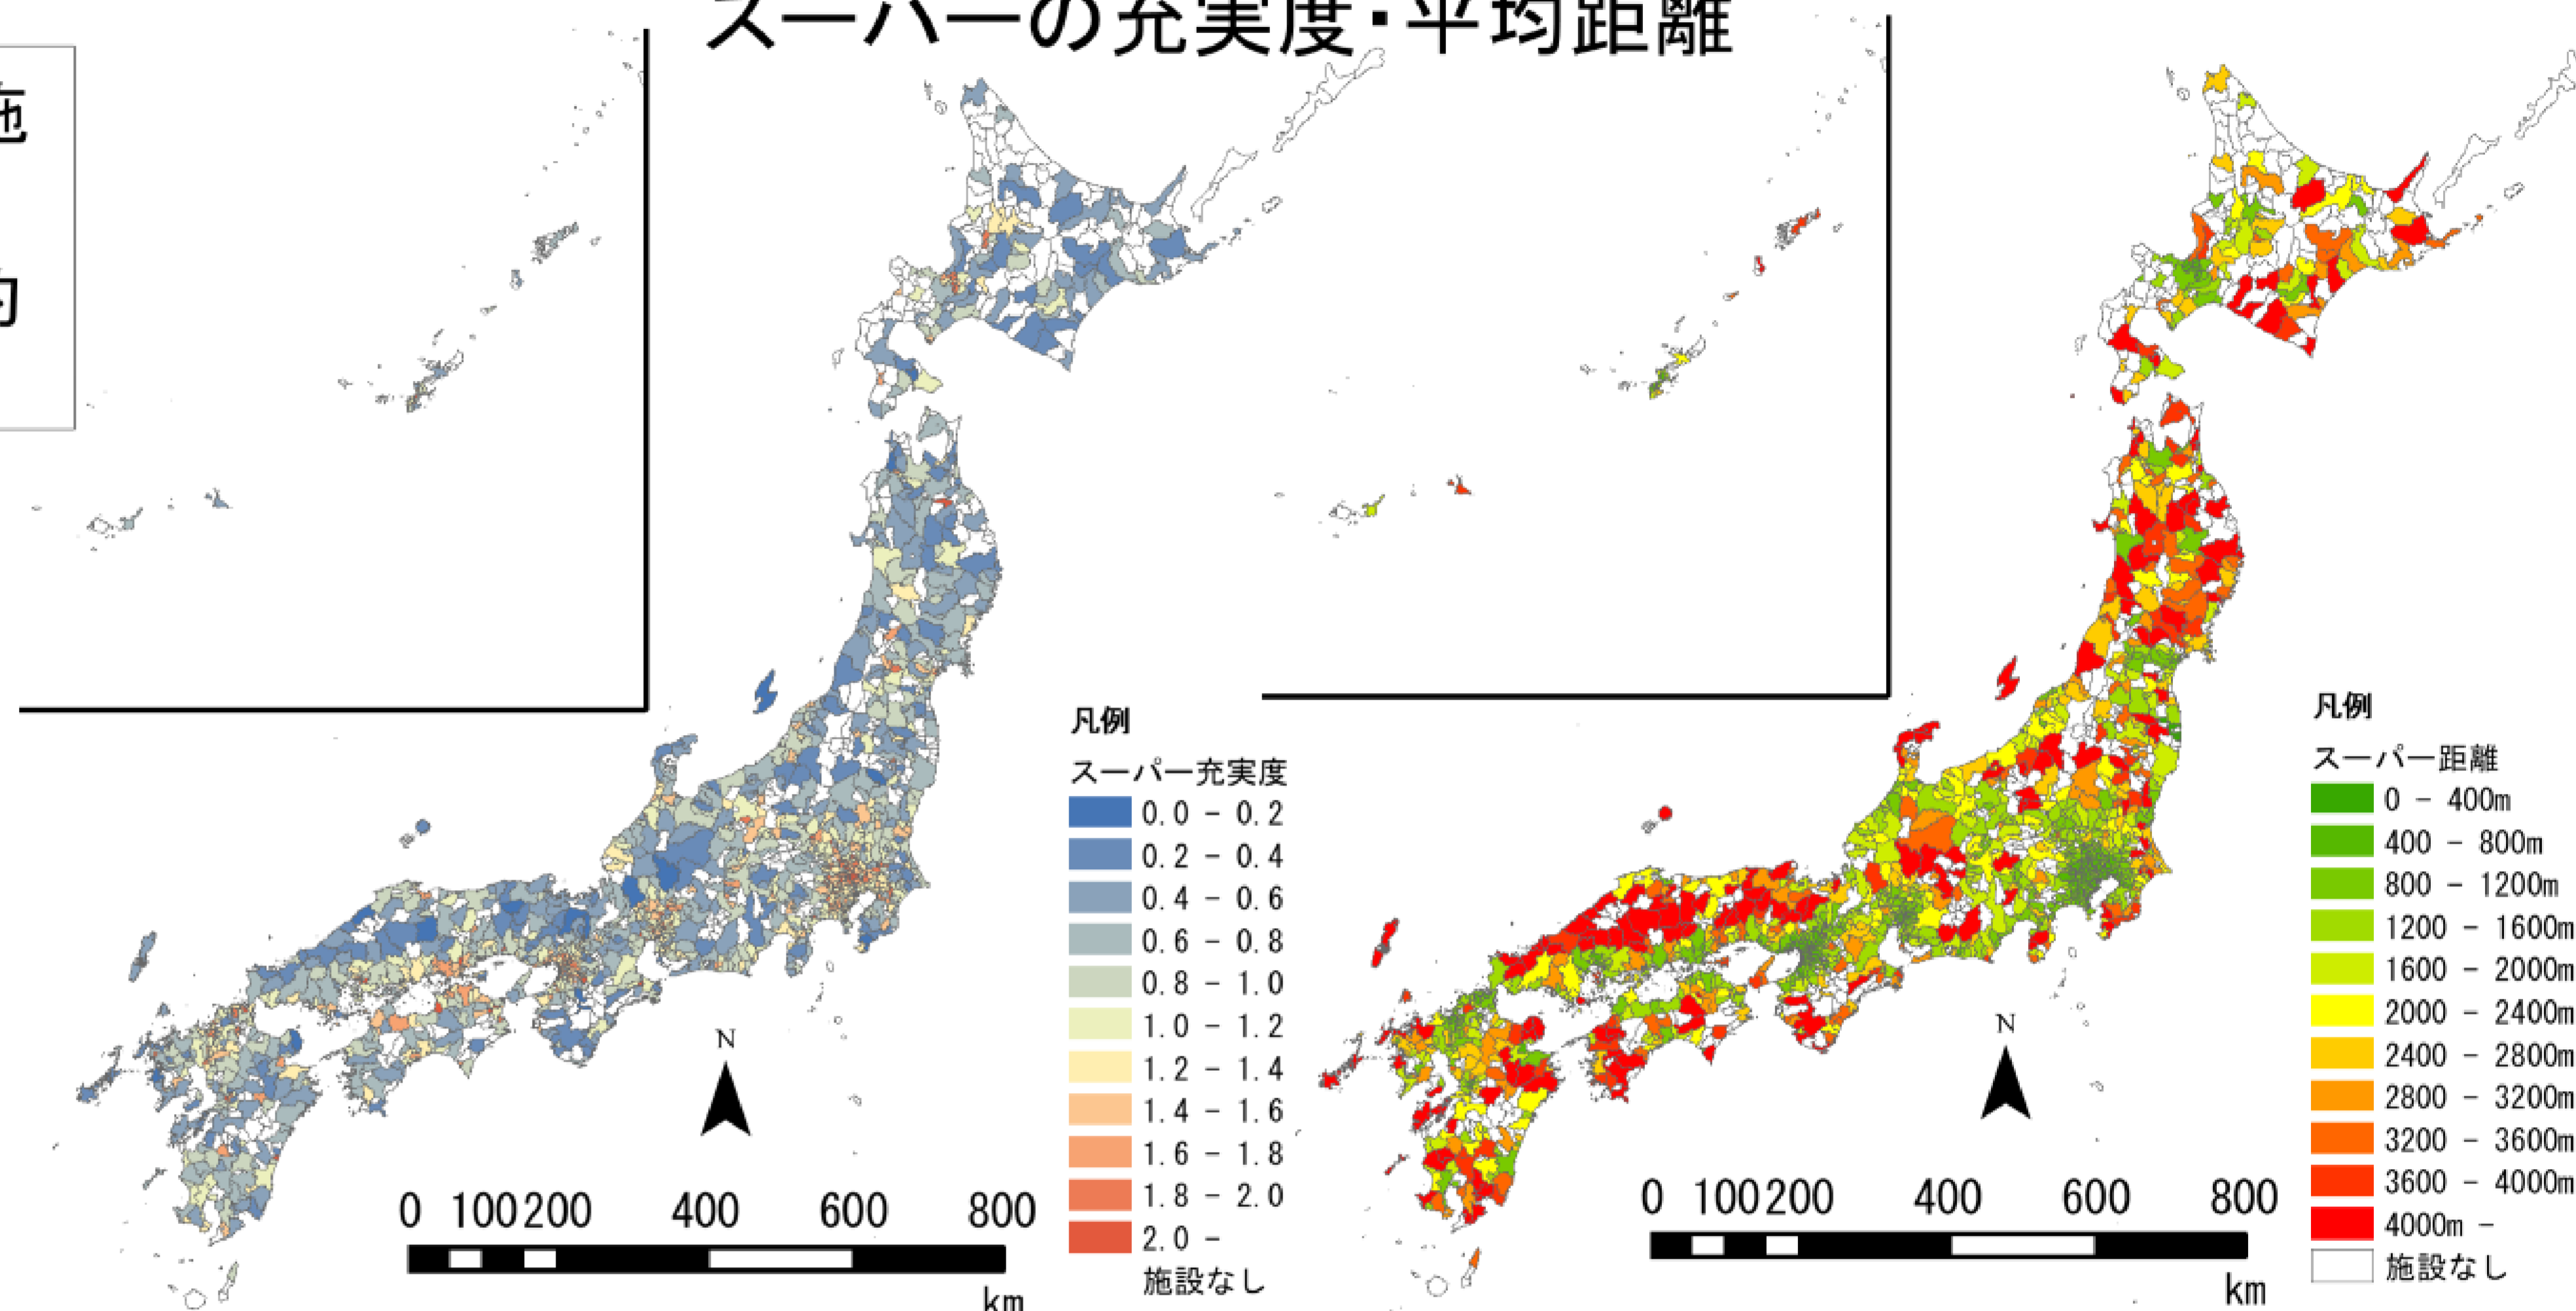 スーパーの充実度・平均距離
施
的
凡例
スーパー充実度
0.0 - 0.2
0.2 - 0.4
0.4 - 0.6
0.6 - 0.8
0.8 - 1.0
1.0 - 1.2
1.2 - 1.4
1.4 - 1.6
1.6 - 1.8
1.8 - 2.0
2.0 -
施設なし
N
0 100 200 400 600 800
km
凡例
スーパー距離
0 - 400m
400 - 800m
800 - 1200m
1200 - 1600m
1600 - 2000m
2000 - 2400m
2400 - 2800m
2800 - 3200m
3200 - 3600m
3600 - 4000m
4000m -
施設なし
N
0 100 200 400 600 800
km